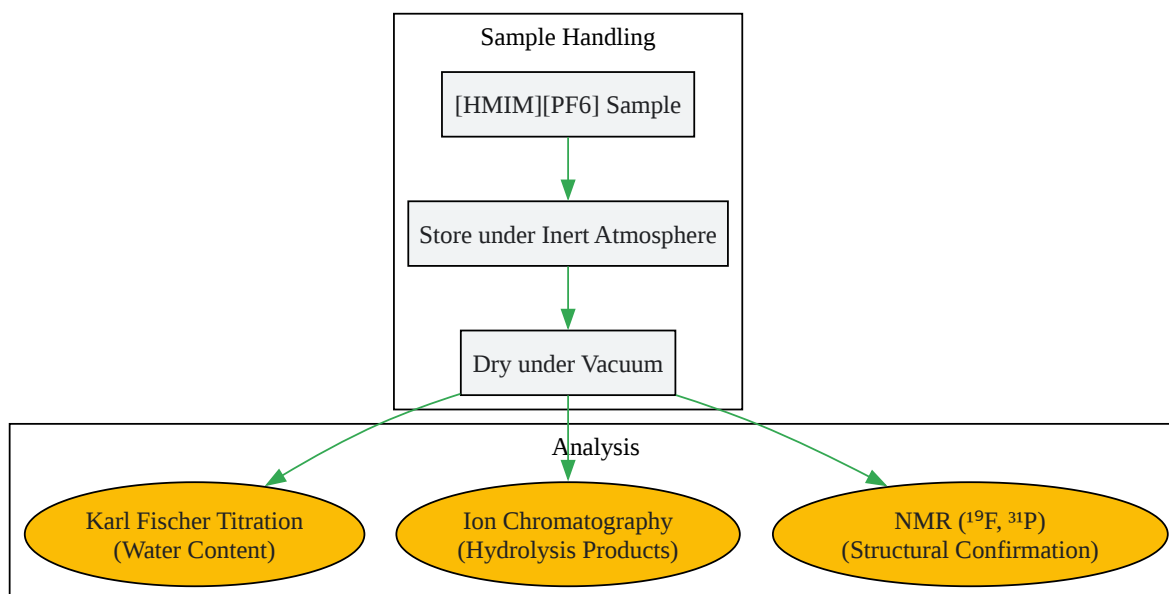 Sample Handling
[HMIM][PF6] Sample
Store under Inert Atmosphere
Dry under Vacuum
Analysis
Karl Fischer Titration
(Water Content)
Ion Chromatography
(Hydrolysis Products)
NMR (¹⁹F, ³¹P)
(Structural Confirmation)